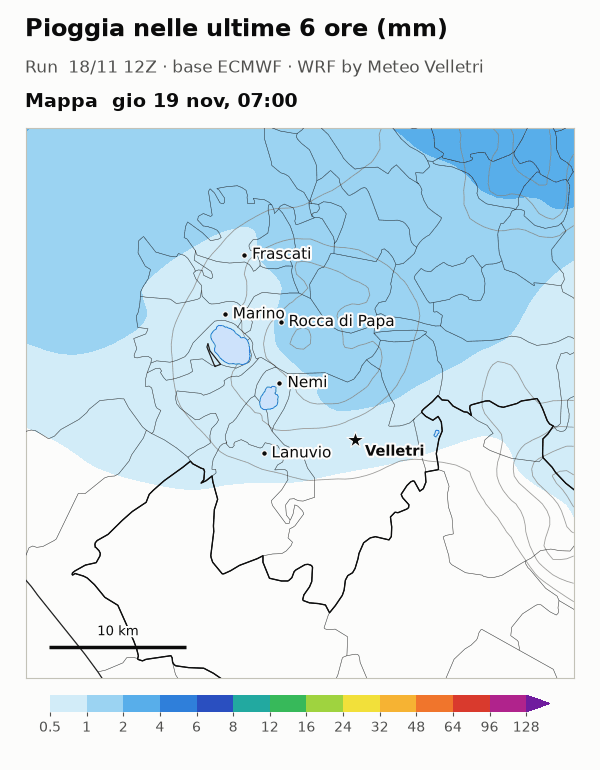 Pioggia nelle ultime 6 ore (mm)
Run  18/11 12Z · base ECMWF · WRF by Meteo Velletri
Mappa  gio 19 nov, 07:00
Frascati
Marino
Rocca di Papa
Nemi
Velletri
Lanuvio
10 km
0.5 1 2 4 6 8 12 16 24 32 48 64 96 128